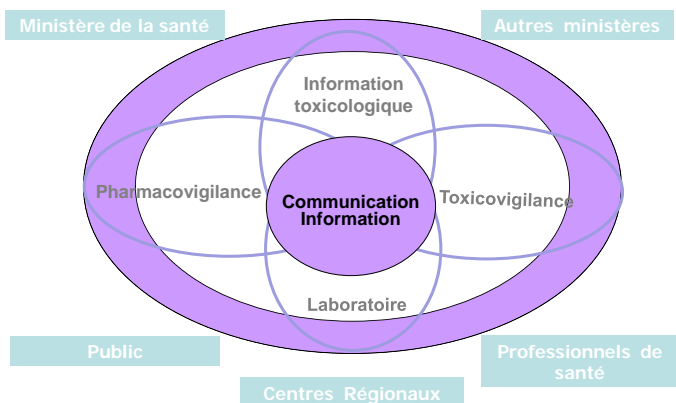 Ministère de la santé
Autres ministères
Information
toxicologique
Pharmacovigilance
Communication
Information
Toxicovigilance
Laboratoire
Public
Professionnels de
santé
Centres Régionaux